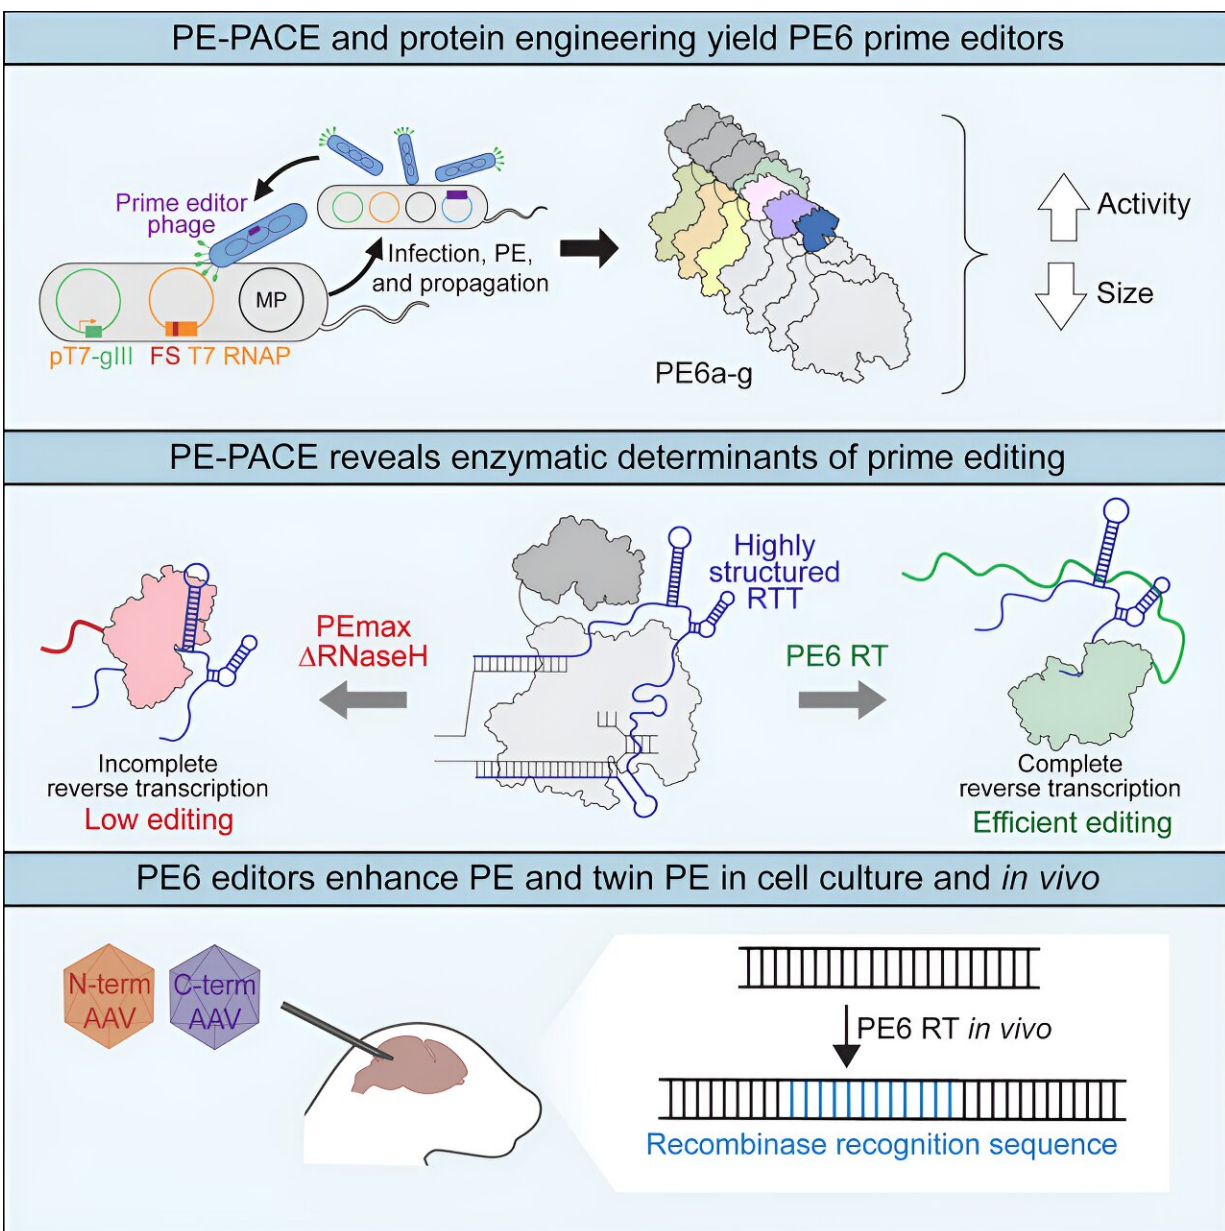 PE-PACE and protein engineering yield PE6 prime editors
Prime editor
phage
Infection, PE,
and propagation
MP
pT7-gIII FS T7 RNAP
PE6a-g
Activity
Size
PE-PACE reveals enzymatic determinants of prime editing
PEmax
ΔRNaseH
Highly
structured
RTT
PE6 RT
Incomplete
reverse transcription
Low editing
Complete
reverse transcription
Efficient editing
PE6 editors enhance PE and twin PE in cell culture and in vivo
N-term
AAV
C-term
AAV
PE6 RT in vivo
Recombinase recognition sequence